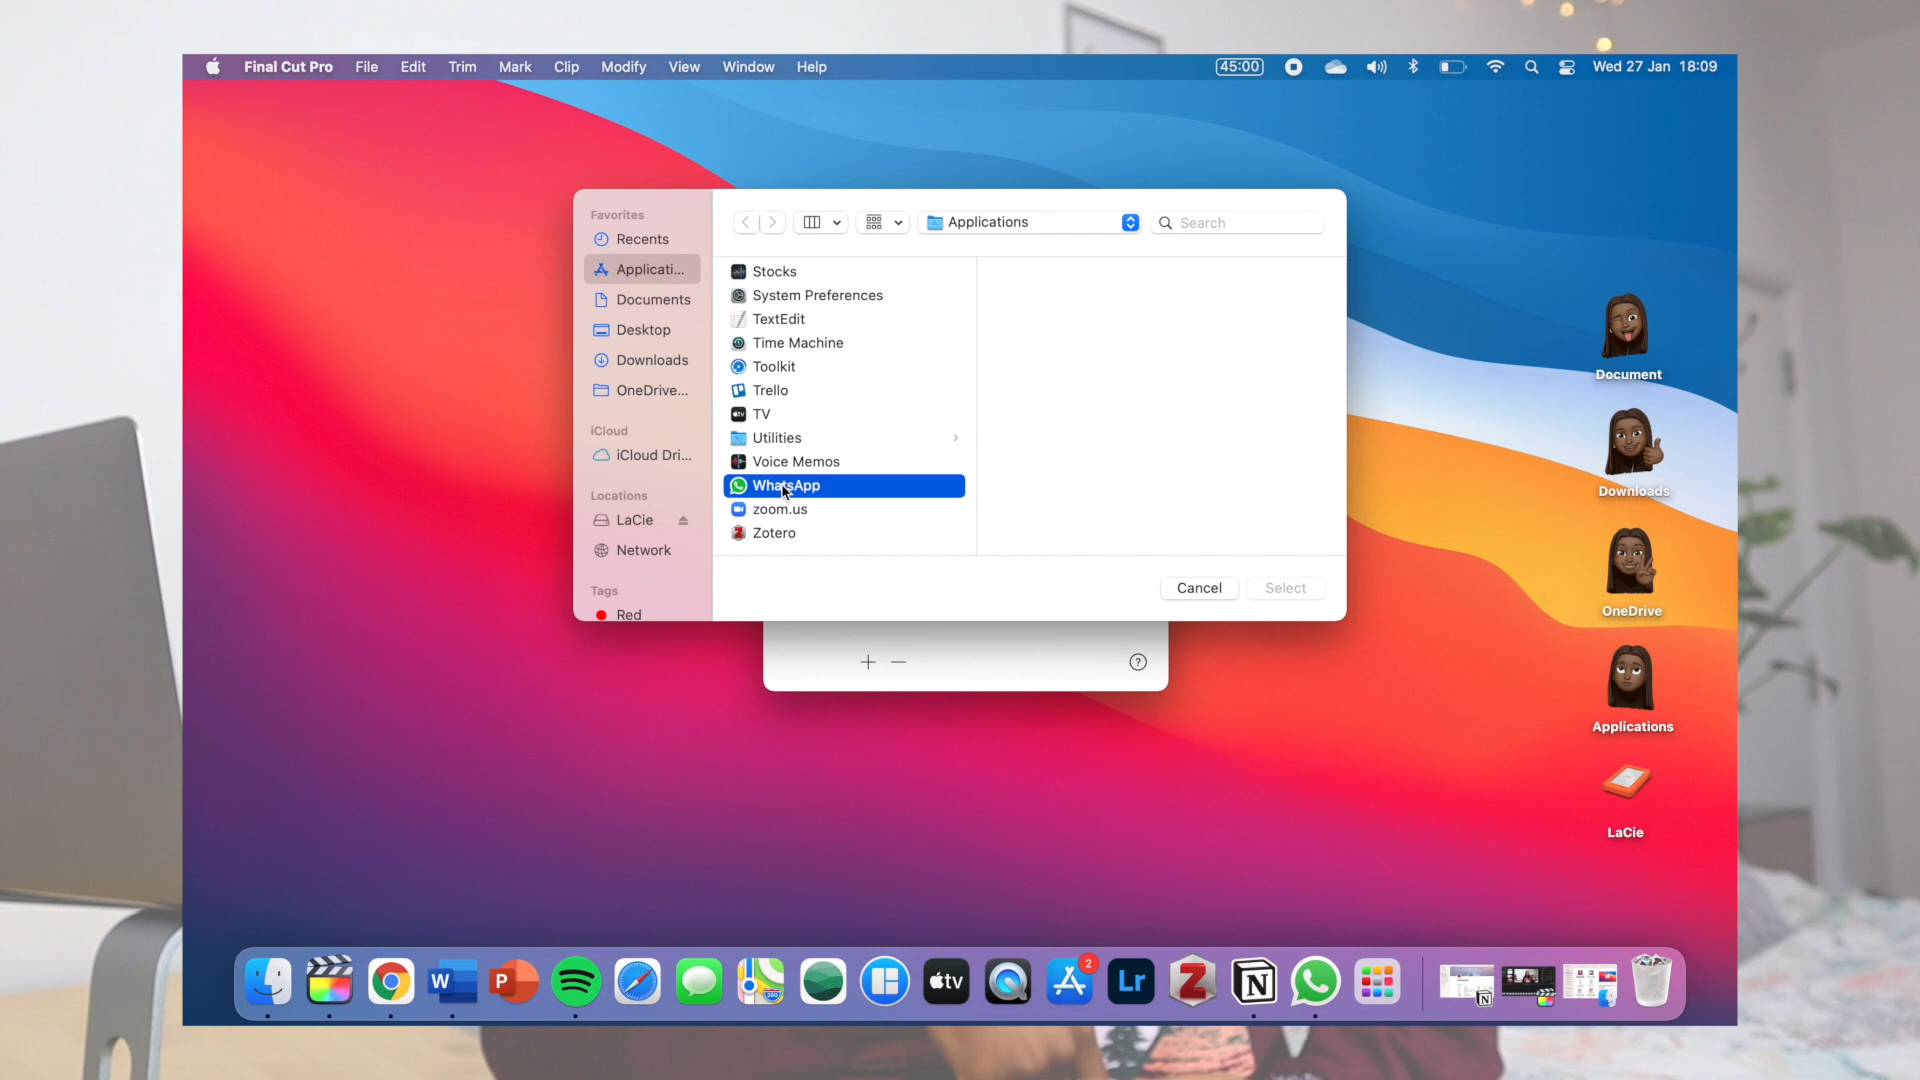 Final Cut Pro File Edit Trim Mark Clip Modify View Window Help 45:00 Wed 27 Jan 18:09
Favorites
Recents
Applicati...
Documents
Desktop
Downloads
OneDrive...
iCloud
iCloud Dri...
Locations
LaCie
Network
Tags
Red
Applications
Search
Stocks
System Preferences
TextEdit
Time Machine
Toolkit
Trello
TV
Utilities
Voice Memos
WhatsApp
zoom.us
Zotero
Cancel Select
+ − ?
Document
Downloads
OneDrive
Applications
LaCie
W P tv 2 Lr Z N